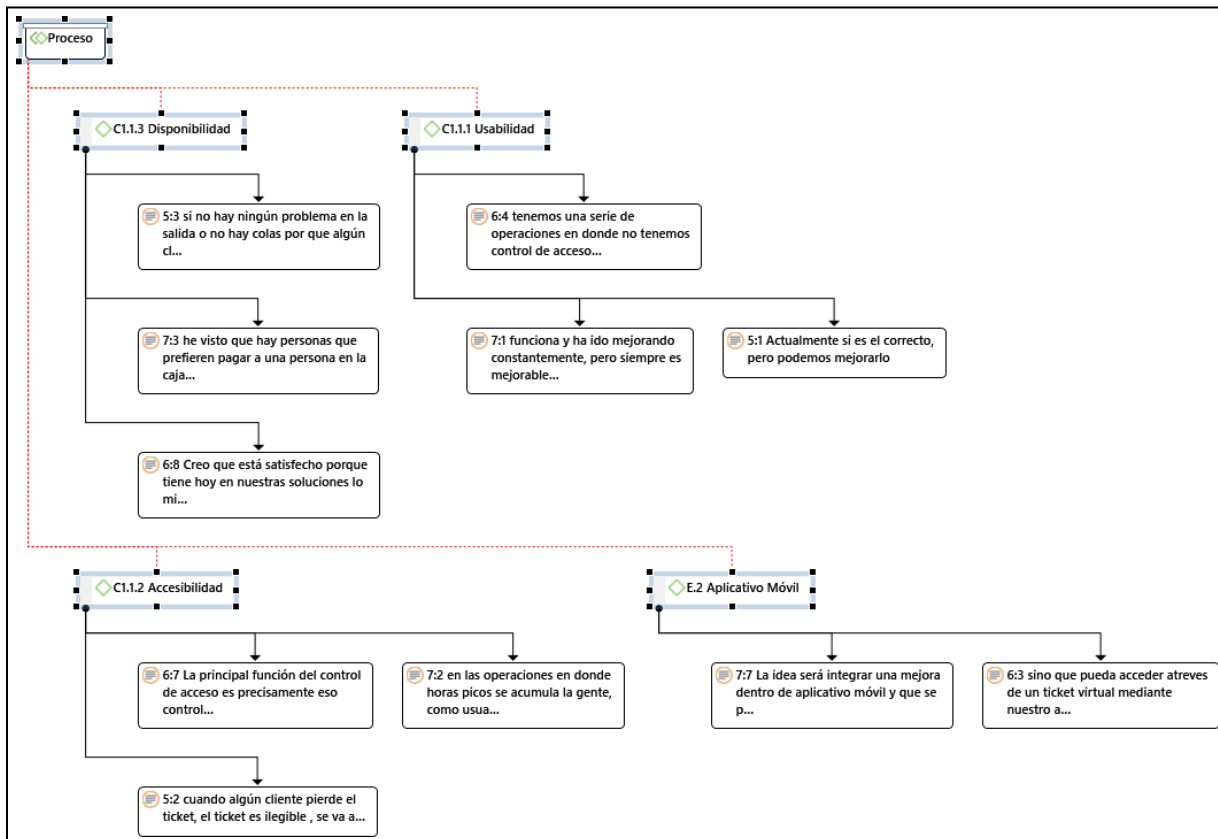 Proceso
C1.1.3 Disponibilidad
C1.1.1 Usabilidad
5:3 si no hay ningún problema en la
salida o no hay colas por que algún
cl...
6:4 tenemos una serie de
operaciones en donde no tenemos
control de acceso...
7:3 he visto que hay personas que
prefieren pagar a una persona en la
caja...
7:1 funciona y ha ido mejorando
constantemente, pero siempre es
mejorable...
5:1 Actualmente si es el correcto,
pero podemos mejorarlo
6:8 Creo que está satisfecho porque
tiene hoy en nuestras soluciones lo
mi...
C1.1.2 Accesibilidad
E.2 Aplicativo Móvil
6:7 La principal función del control
de acceso es precisamente eso
control...
7:2 en las operaciones en donde
horas picos se acumula la gente,
como usua...
7:7 La idea será integrar una mejora
dentro de aplicativo móvil y que se
p...
6:3 sino que pueda acceder atreves
de un ticket virtual mediante
nuestro a...
5:2 cuando algún cliente pierde el
ticket, el ticket es ilegible , se va a...